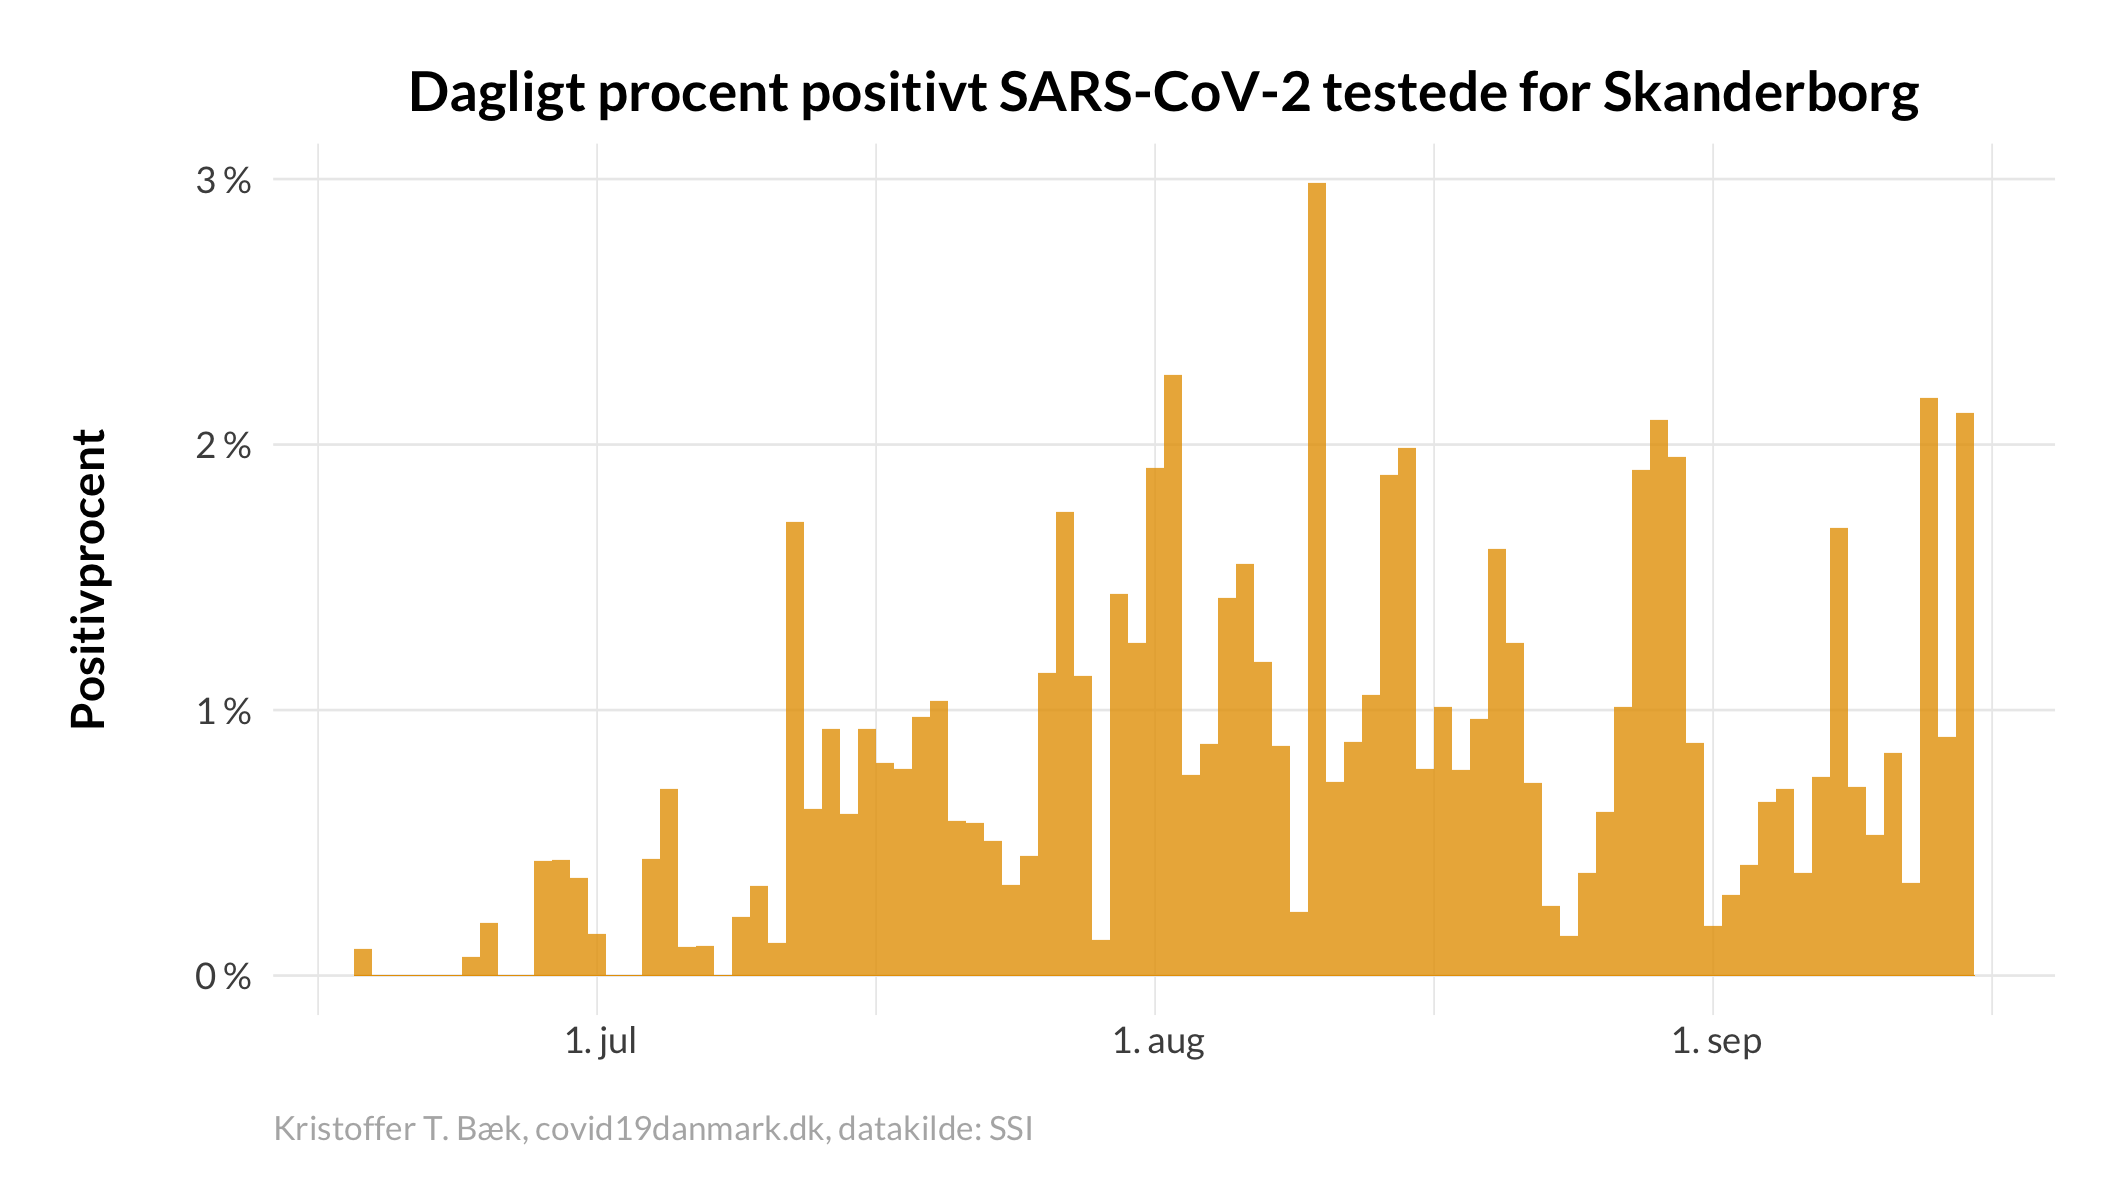 Dagligt procent positivt SARS-CoV-2 testede for Skanderborg
Positivprocent
3 %
2 %
1 %
0 %
1. jul
1. aug
1. sep
Kristoffer T. Bæk, covid19danmark.dk, datakilde: SSI